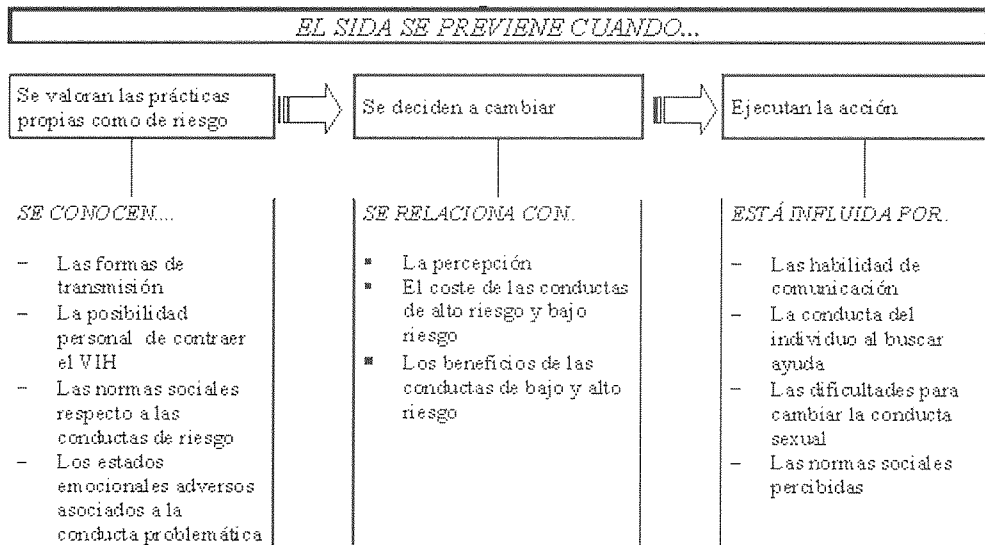 EL SIDA SE PREVIENE CUANDO...
Se valoran las prácticas
propias como de riesgo
Se deciden a cambiar
Ejecutan la acción
SE CONOCEN....
– Las formas de
transmisión
– La posibilidad
personal de contraer
el VIH
– Las normas sociales
respecto a las
conductas de riesgo
– Los estados
emocionales adversos
asociados a la
conducta problemática
SE RELACIONA CON..
▪ La percepción
▪ El coste de las conductas
de alto riesgo y bajo
riesgo
▪ Los beneficios de las
conductas de bajo y alto
riesgo
ESTÁ INFLUIDA POR..
– Las habilidad de
comunicación
– La conducta del
individuo al buscar
ayuda
– Las dificultades para
cambiar la conducta
sexual
– Las normas sociales
percibidas